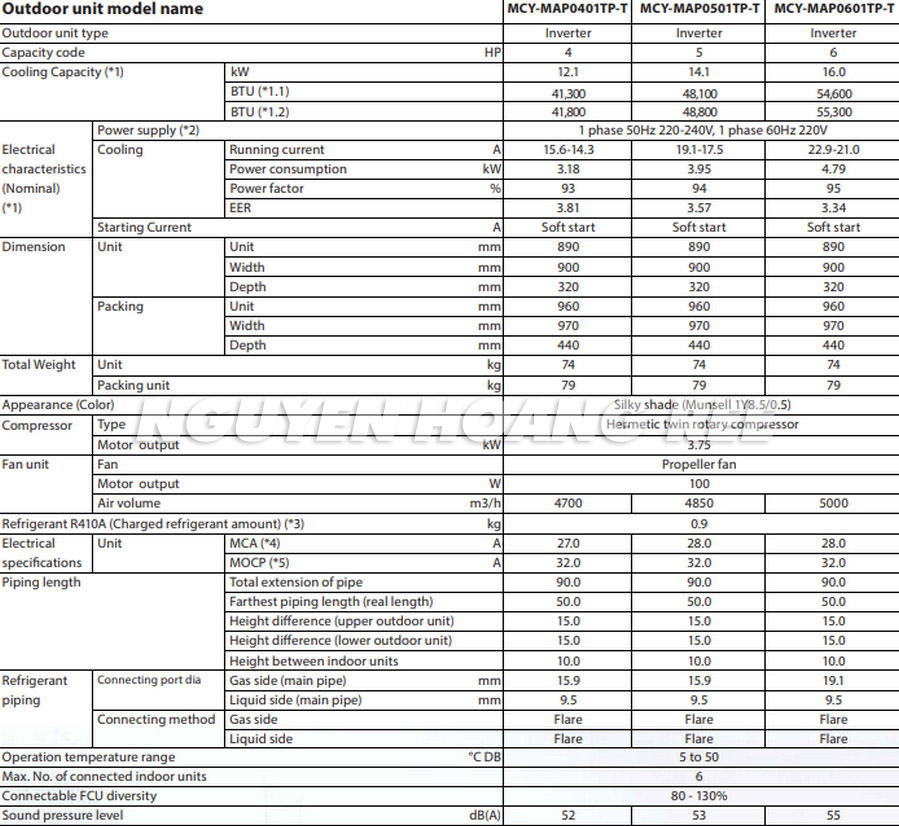 Outdoor unit model name MCY-MAP0401TP-T MCY-MAP0501TP-T MCY-MAP0601TP-T
Outdoor unit type Inverter Inverter Inverter
Capacity code HP 4 5 6
Cooling Capacity (*1) kW 12.1 14.1 16.0
BTU (*1.1) 41,300 48,100 54,600
BTU (*1.2) 41,800 48,800 55,300
Power supply (*2) 1 phase 50Hz 220-240V, 1 phase 60Hz 220V
Electrical Cooling Running current A 15.6-14.3 19.1-17.5 22.9-21.0
characteristics Power consumption kW 3.18 3.95 4.79
(Nominal) Power factor % 93 94 95
(*1) EER 3.81 3.57 3.34
Starting Current A Soft start Soft start Soft start
Dimension Unit Unit mm 890 890 890
Width mm 900 900 900
Depth mm 320 320 320
Packing Unit mm 960 960 960
Width mm 970 970 970
Depth mm 440 440 440
Total Weight Unit kg 74 74 74
Packing unit kg 79 79 79
Appearance (Color) Silky shade (Munsell 1Y8.5/0.5)
NGUYEN HOANG REE
Compressor Type Hermetic twin rotary compressor
Motor output kW 3.75
Fan unit Fan Propeller fan
Motor output W 100
Air volume m3/h 4700 4850 5000
Refrigerant R410A (Charged refrigerant amount) (*3) kg 0.9
Electrical Unit MCA (*4) A 27.0 28.0 28.0
specifications MOCP (*5) A 32.0 32.0 32.0
Piping length Total extension of pipe 90.0 90.0 90.0
Farthest piping length (real length) 50.0 50.0 50.0
Height difference (upper outdoor unit) 15.0 15.0 15.0
Height difference (lower outdoor unit) 15.0 15.0 15.0
Height between indoor units 10.0 10.0 10.0
Refrigerant Connecting port dia Gas side (main pipe) mm 15.9 15.9 19.1
piping Liquid side (main pipe) mm 9.5 9.5 9.5
Connecting method Gas side Flare Flare Flare
Liquid side Flare Flare Flare
Operation temperature range °C DB 5 to 50
Max. No. of connected indoor units 6
Connectable FCU diversity 80 - 130%
Sound pressure level dB(A) 52 53 55